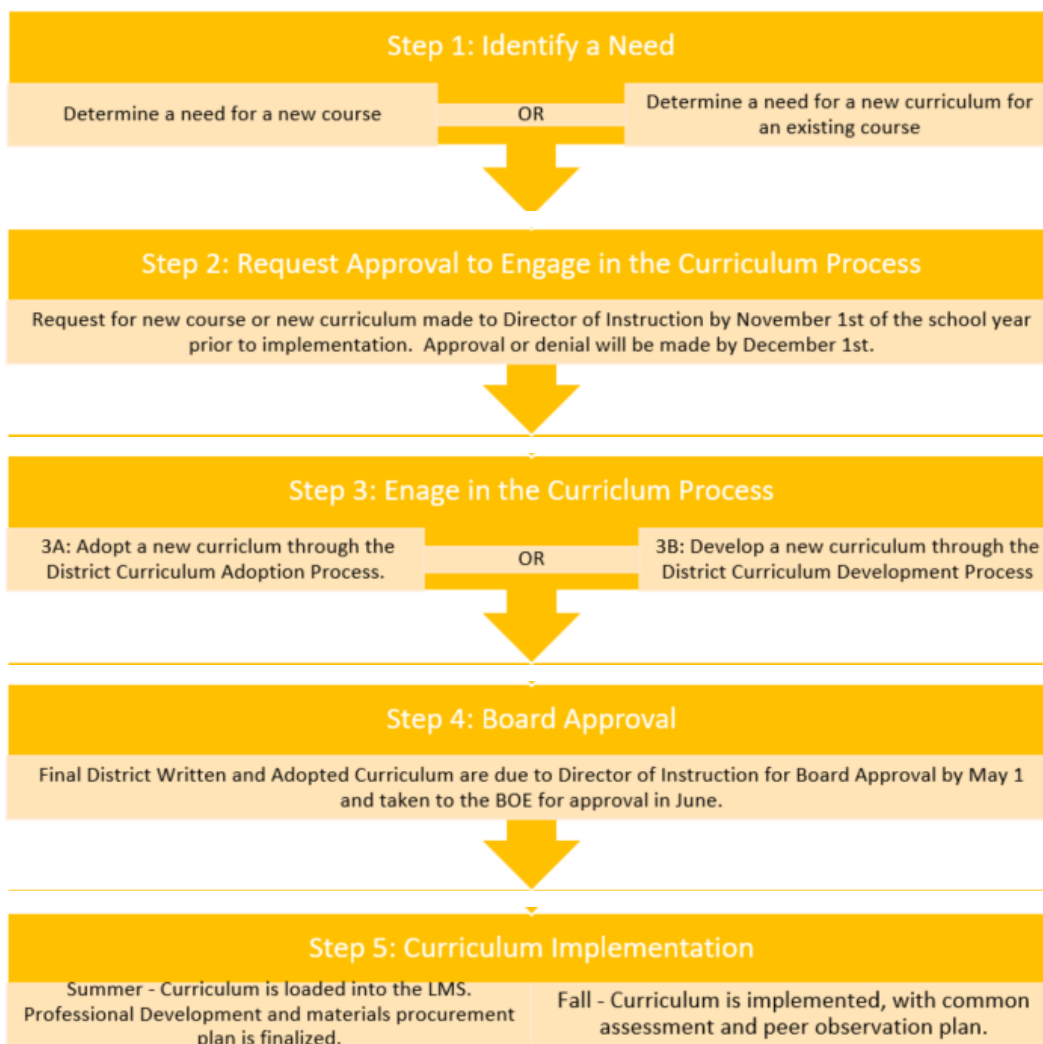 Step 1: Identify a Need
Determine a need for a new course
OR
Determine a need for a new curriculum for
an existing course
Step 2: Request Approval to Engage in the Curriculum Process
Request for new course or new curriculum made to Director of Instruction by November 1st of the school year
prior to implementation.  Approval or denial will be made by December 1st.
Step 3: Enage in the Curriclum Process
3A: Adopt a new curriclum through the
District Curriculum Adoption Process.
OR
3B: Develop a new curriculum through the
District Curriculum Development Process
Step 4: Board Approval
Final District Written and Adopted Curriculum are due to Director of Instruction for Board Approval by May 1
and taken to the BOE for approval in June.
Step 5: Curriculum Implementation
Summer - Curriculum is loaded into the LMS.
Professional Development and materials procurement
plan is finalized.
Fall - Curriculum is implemented, with common
assessment and peer observation plan.